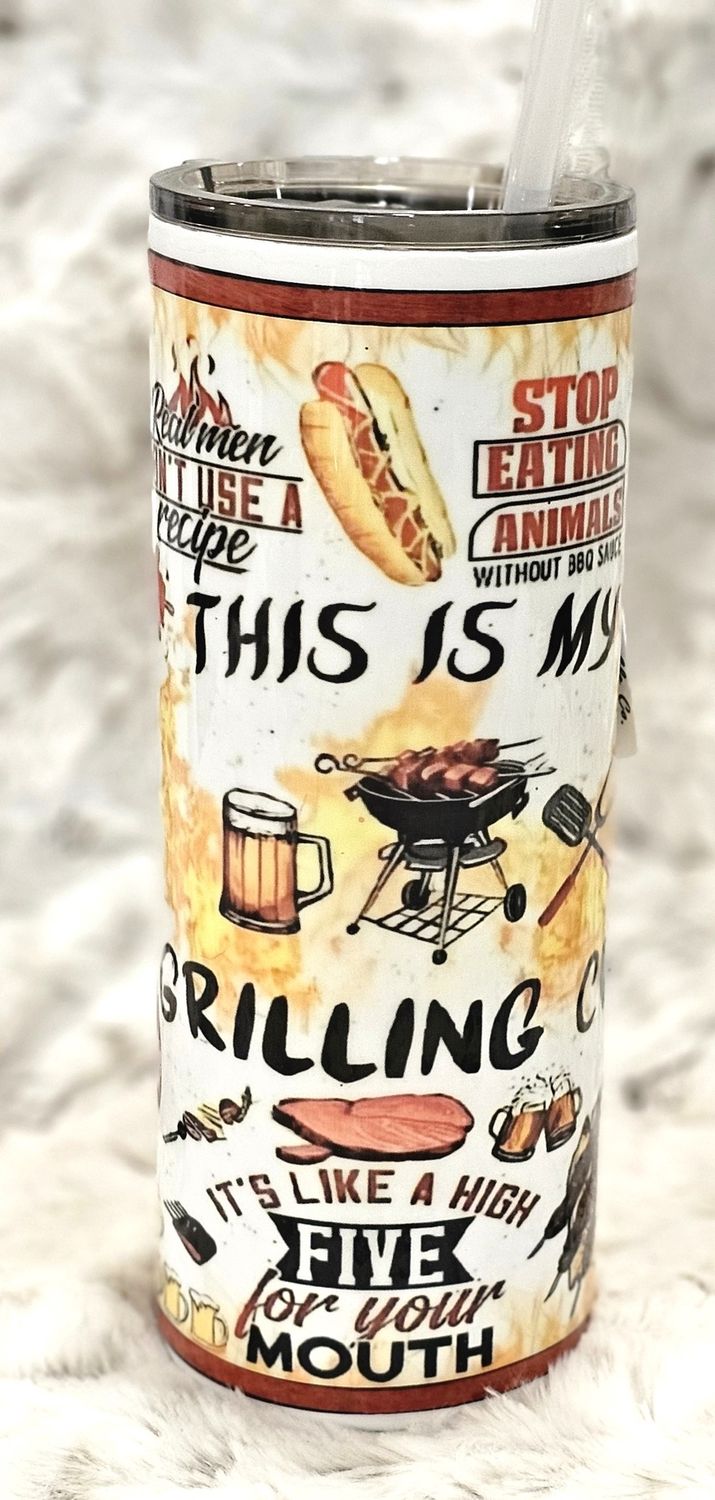 Real men
N'T USE A
recipe
STOP
EATING
ANIMALS
WITHOUT BBQ SAUCE
THIS IS MY
GRILLING CU
IT'S LIKE A HIGH
FIVE
for your
MOUTH